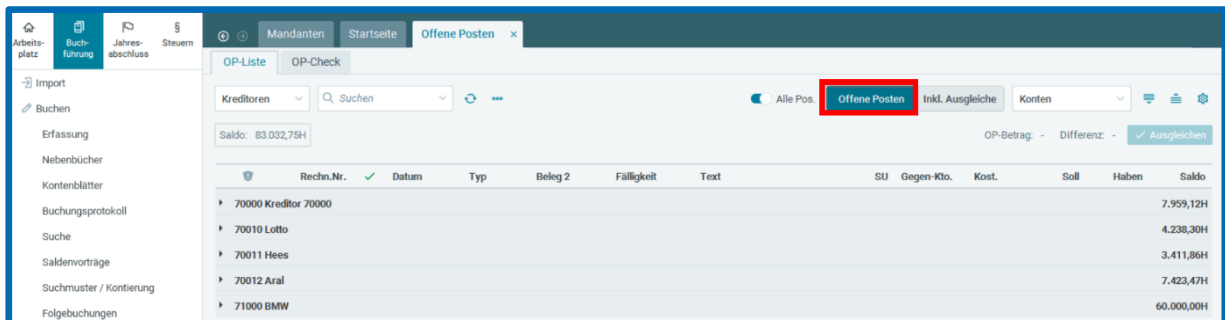 Arbeits-
platz
Buch-
führung
Jahres-
abschluss
§
Steuern
Mandanten Startseite Offene Posten ×
Import
Buchen
Erfassung
Nebenbücher
Kontenblätter
Buchungsprotokoll
Suche
Saldenvorträge
Suchmuster / Kontierung
Folgebuchungen
OP-Liste OP-Check
Kreditoren Suchen Alle Pos. Offene Posten Inkl. Ausgleiche Konten
Saldo: 83.032,75H OP-Betrag: - Differenz: - ✓ Ausgleichen
Rechn.Nr. ✓ Datum Typ Beleg 2 Fälligkeit Text SU Gegen-Kto. Kost. Soll Haben Saldo
70000 Kreditor 70000 7.959,12H
70010 Lotto 4.238,30H
70011 Hees 3.411,86H
70012 Aral 7.423,47H
71000 BMW 60.000,00H